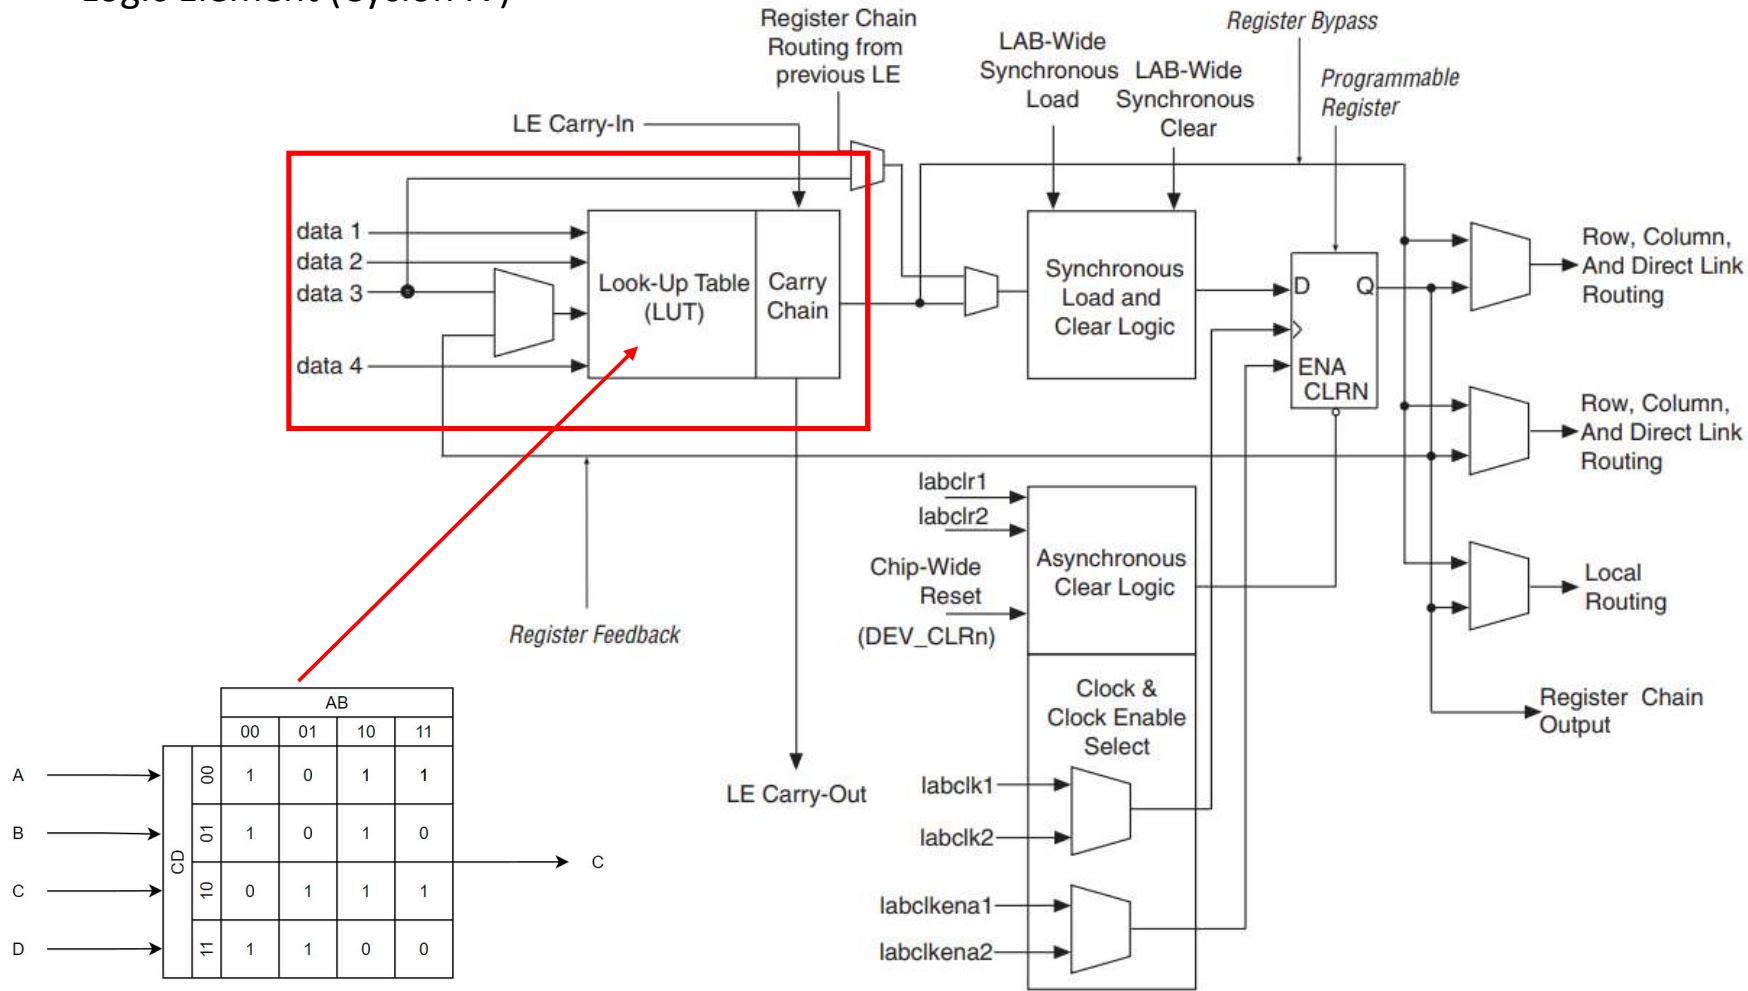 Logic Element (Cyclon IV)
Register Chain
Routing from
previous LE
LE Carry-In
LAB-Wide
Synchronous
Load
LAB-Wide
Synchronous
Clear
Register Bypass
Programmable
Register
data 1
data 2
data 3
data 4
Look-Up Table
(LUT)
Carry
Chain
Synchronous
Load and
Clear Logic
D
Q
ENA
CLRN
Row, Column,
And Direct Link
Routing
Row, Column,
And Direct Link
Routing
Local
Routing
Register Chain
Output
labclr1
labclr2
Chip-Wide
Reset
(DEV_CLRn)
Asynchronous
Clear Logic
Register Feedback
LE Carry-Out
Clock &
Clock Enable
Select
labclk1
labclk2
labclkena1
labclkena2
AB
00 01 10 11
A
B
C
D
CD
00 1 0 1 1
01 1 0 1 0
10 0 1 1 1
11 1 1 0 0
C